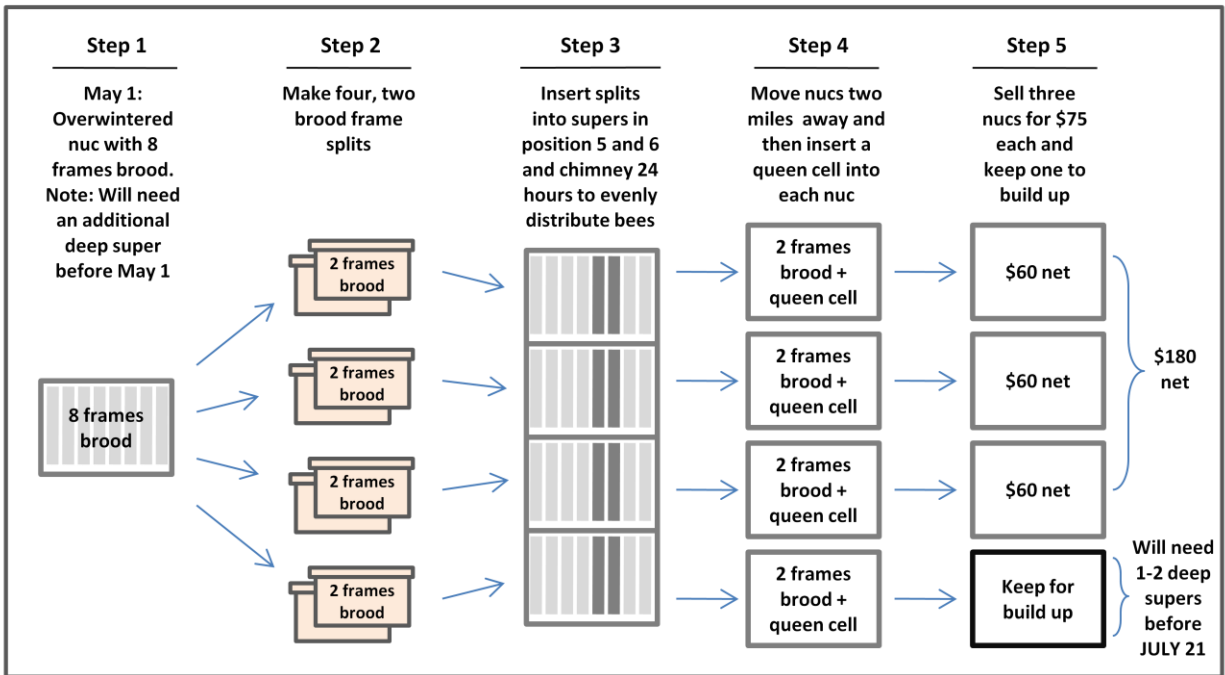 Step 1
May 1:
Overwintered
nuc with 8
frames brood.
Note: Will need
an additional
deep super
before May 1
8 frames
brood
Step 2
Make four, two
brood frame
splits
2 frames
brood
2 frames
brood
2 frames
brood
2 frames
brood
Step 3
Insert splits
into supers in
position 5 and 6
and chimney 24
hours to evenly
distribute bees
Step 4
Move nucs two
miles away and
then insert a
queen cell into
each nuc
2 frames
brood +
queen cell
2 frames
brood +
queen cell
2 frames
brood +
queen cell
2 frames
brood +
queen cell
Step 5
Sell three
nucs for $75
each and
keep one to
build up
$60 net
$60 net
$60 net
Keep for
build up
$180
net
Will need
1-2 deep
supers
before
JULY 21